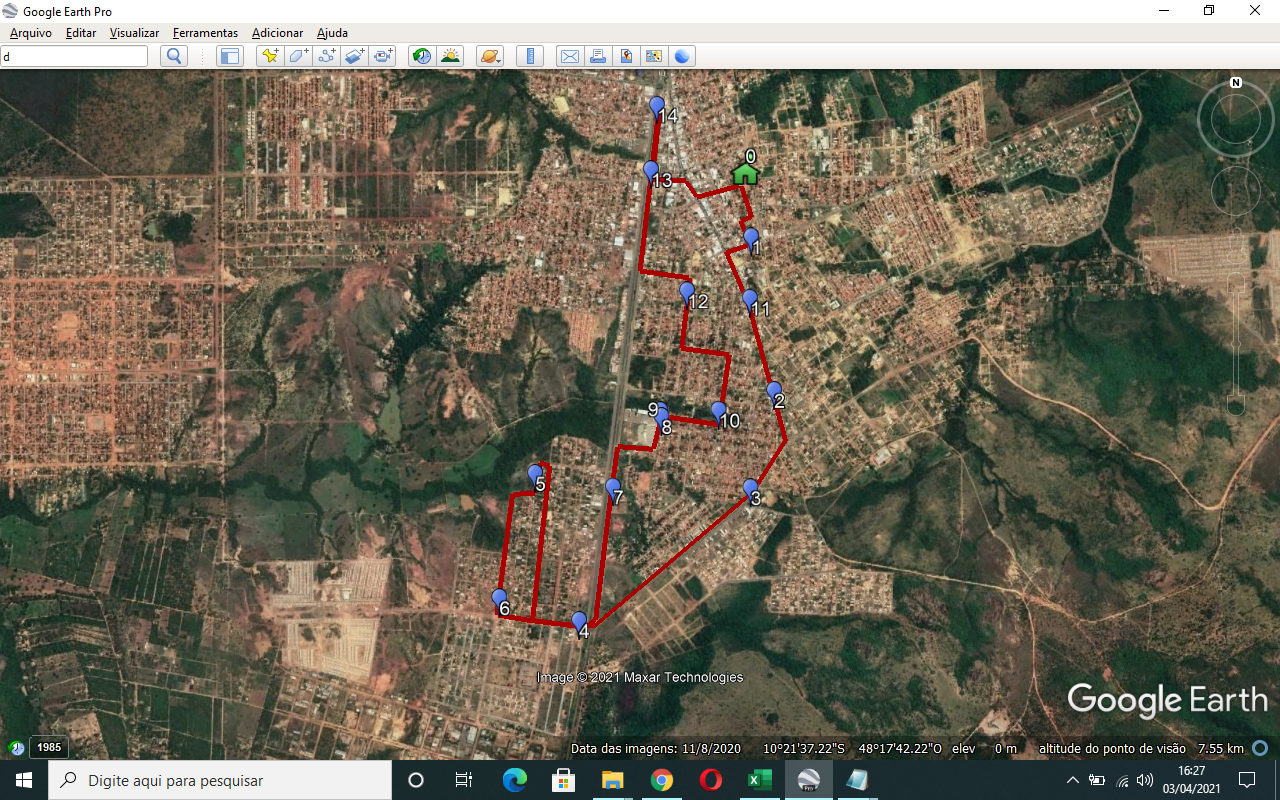 Google Earth Pro
Arquivo Editar Visualizar Ferramentas Adicionar Ajuda
d
N
14
0
13
1
12
11
2
9
10
8
5
7
3
6
4
Image © 2021 Maxar Technologies
Google Earth
1985
Data das imagens: 11/8/2020 10°21'37.22"S 48°17'42.22"O elev 0 m altitude do ponto de visão 7.55 km
Digite aqui para pesquisar
Pro
16:27
03/04/2021